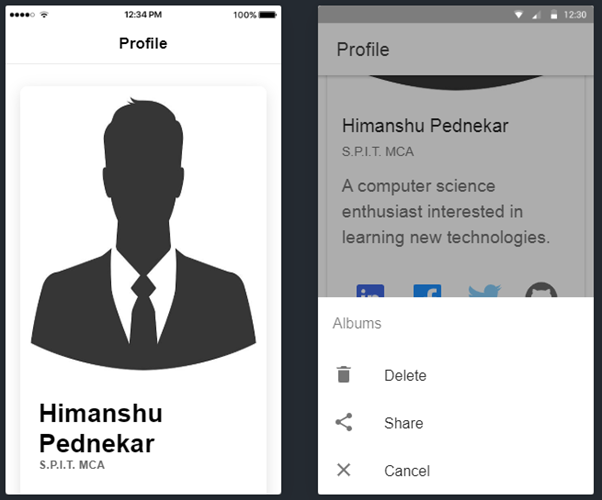 12:34 PM
100%
Profile
Himanshu
Pednekar
S.P.I.T. MCA
12:30
Profile
Himanshu Pednekar
S.P.I.T. MCA
A computer science
enthusiast interested in
learning new technologies.
in f
Albums
Delete
Share
Cancel